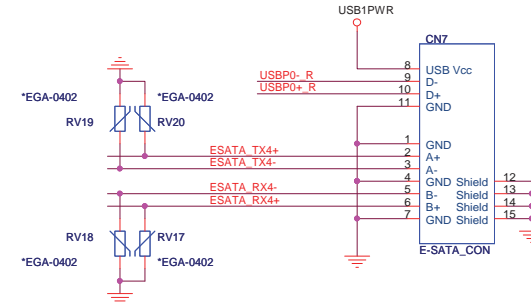 USB1PWR
CN7
8 USB Vcc
USBP0-_R 9 D-
USBP0+_R 10 D+
11 GND
*EGA-0402 *EGA-0402
RV19 RV20
1 GND
ESATA_TX4+ 2 A+
ESATA_TX4- 3 A-
4 GND Shield 12
ESATA_RX4- 5 B- Shield 13
ESATA_RX4+ 6 B+ Shield 14
7 GND Shield 15
RV18 RV17
E-SATA_CON
*EGA-0402 *EGA-0402